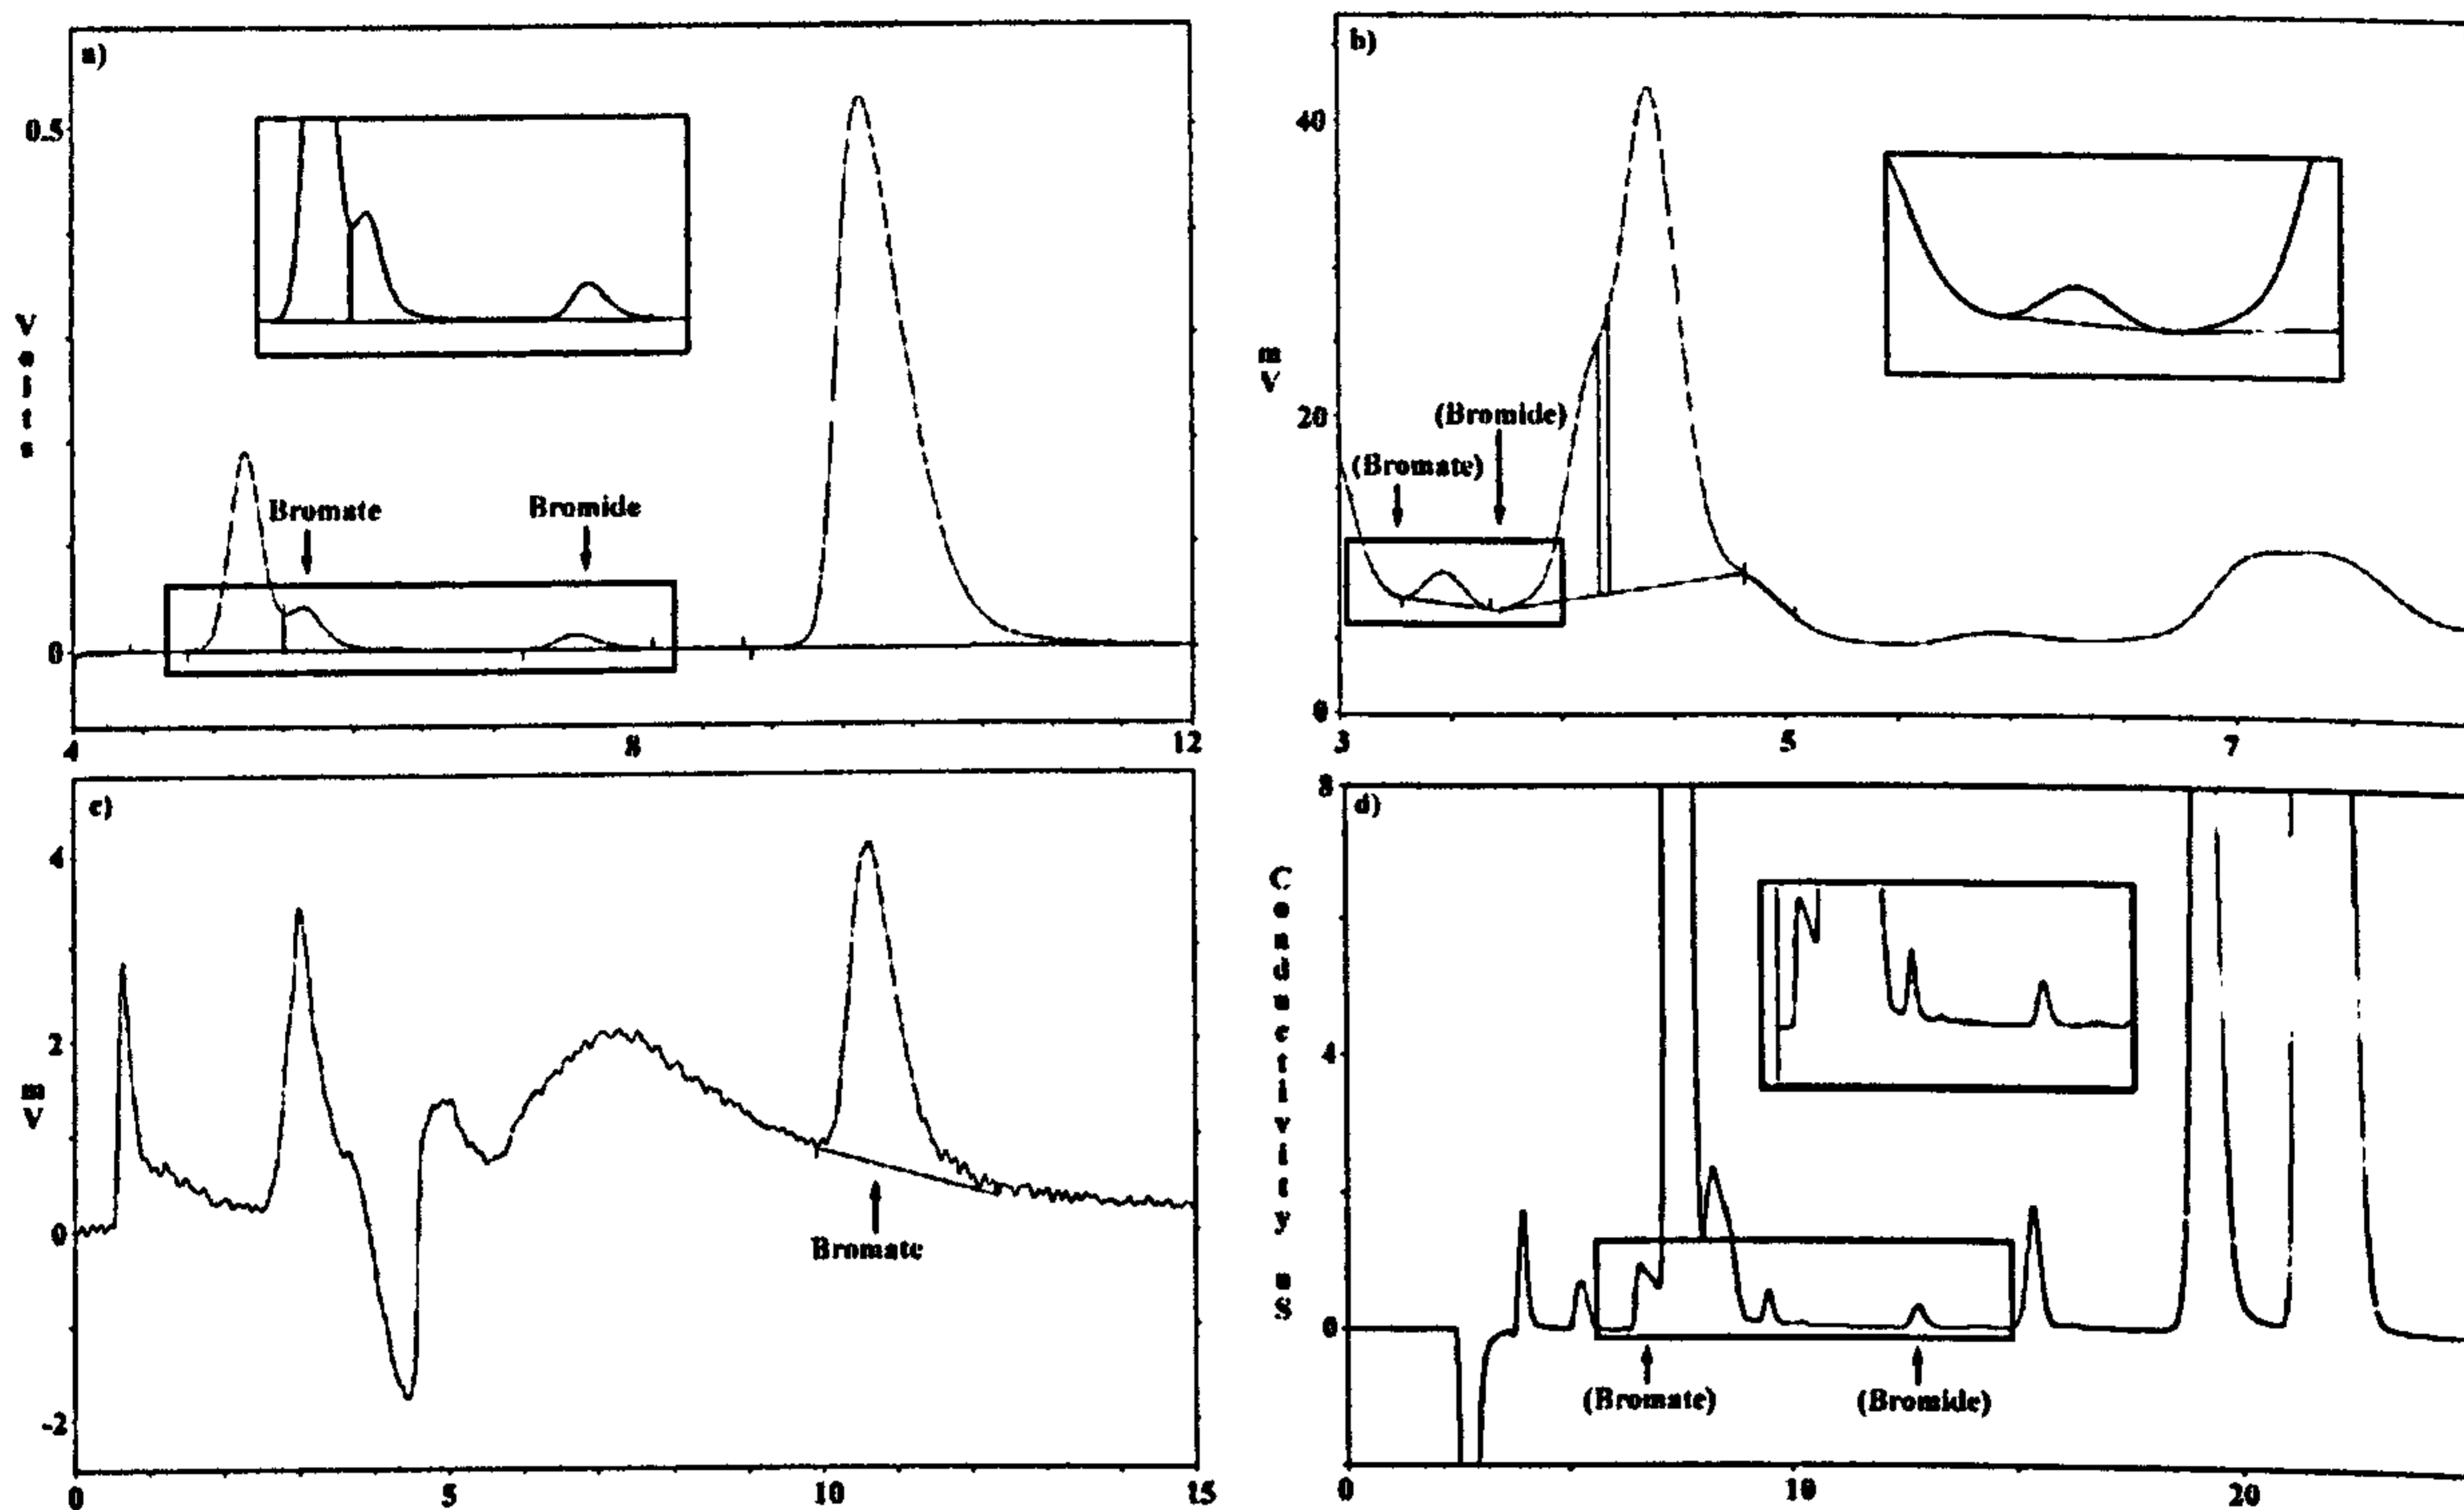 a)
0.5
Volts
Bromate
Bromide
0
4
8
12
b)
40
mV
20
(Bromide)
(Bromate)
0
3
5
7
c)
4
2
mV
0
-2
Bromate
0
5
10
15
d)
8
Conductivity uS
4
0
(Bromate)
(Bromide)
0
10
20